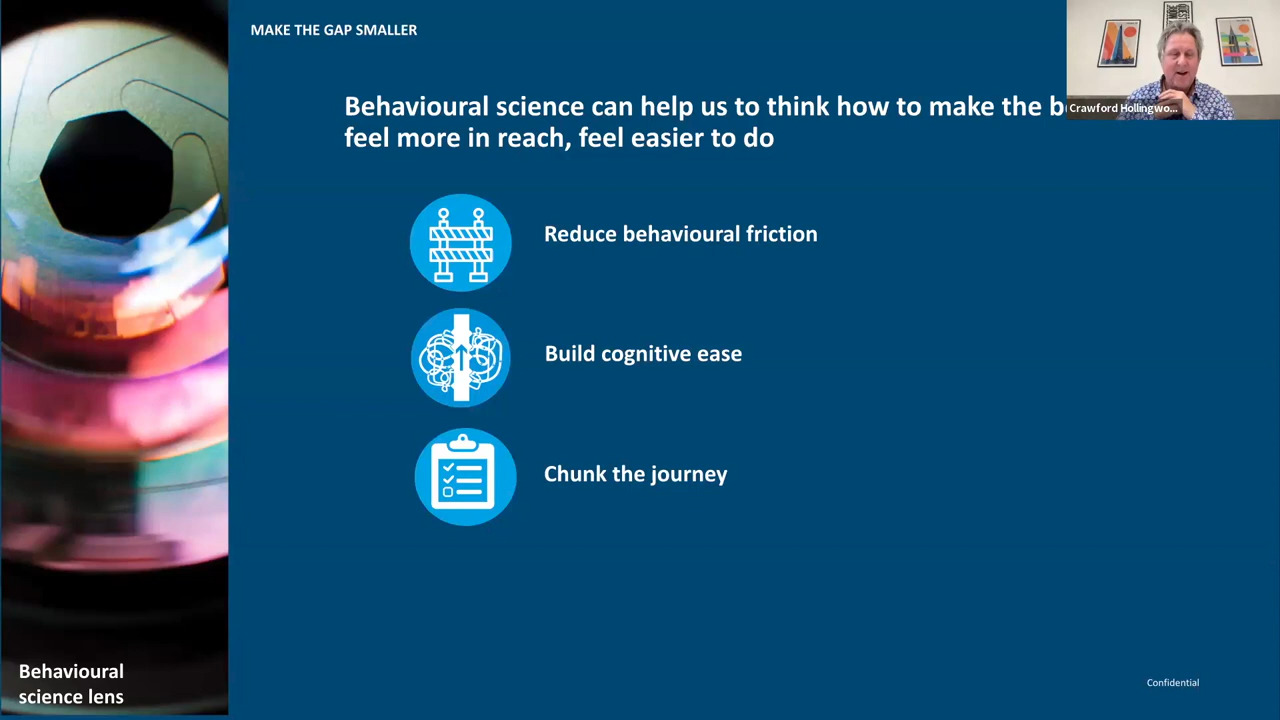 MAKE THE GAP SMALLER
Behavioural science can help us to think how to make the
feel more in reach, feel easier to do
Crawford Hollingwo...
Reduce behavioural friction
Build cognitive ease
Chunk the journey
Behavioural
science lens
Confidential